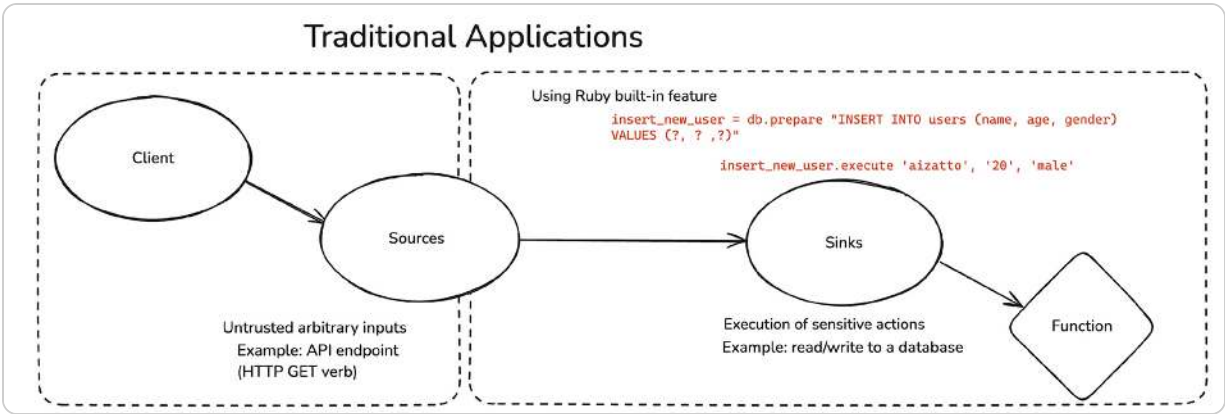 Traditional Applications
Using Ruby built-in feature
insert_new_user = db.prepare "INSERT INTO users (name, age, gender)
VALUES (?, ? ,?)"
insert_new_user.execute 'aizatto', '20', 'male'
Client
Sources
Sinks
Function
Untrusted arbitrary inputs
Example: API endpoint
(HTTP GET verb)
Execution of sensitive actions
Example: read/write to a database